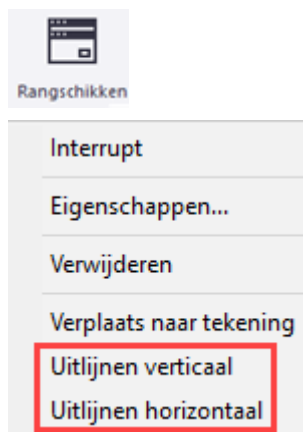 Rangschikken
Interrupt
Eigenschappen...
Verwijderen
Verplaats naar tekening
Uitlijnen verticaal
Uitlijnen horizontaal